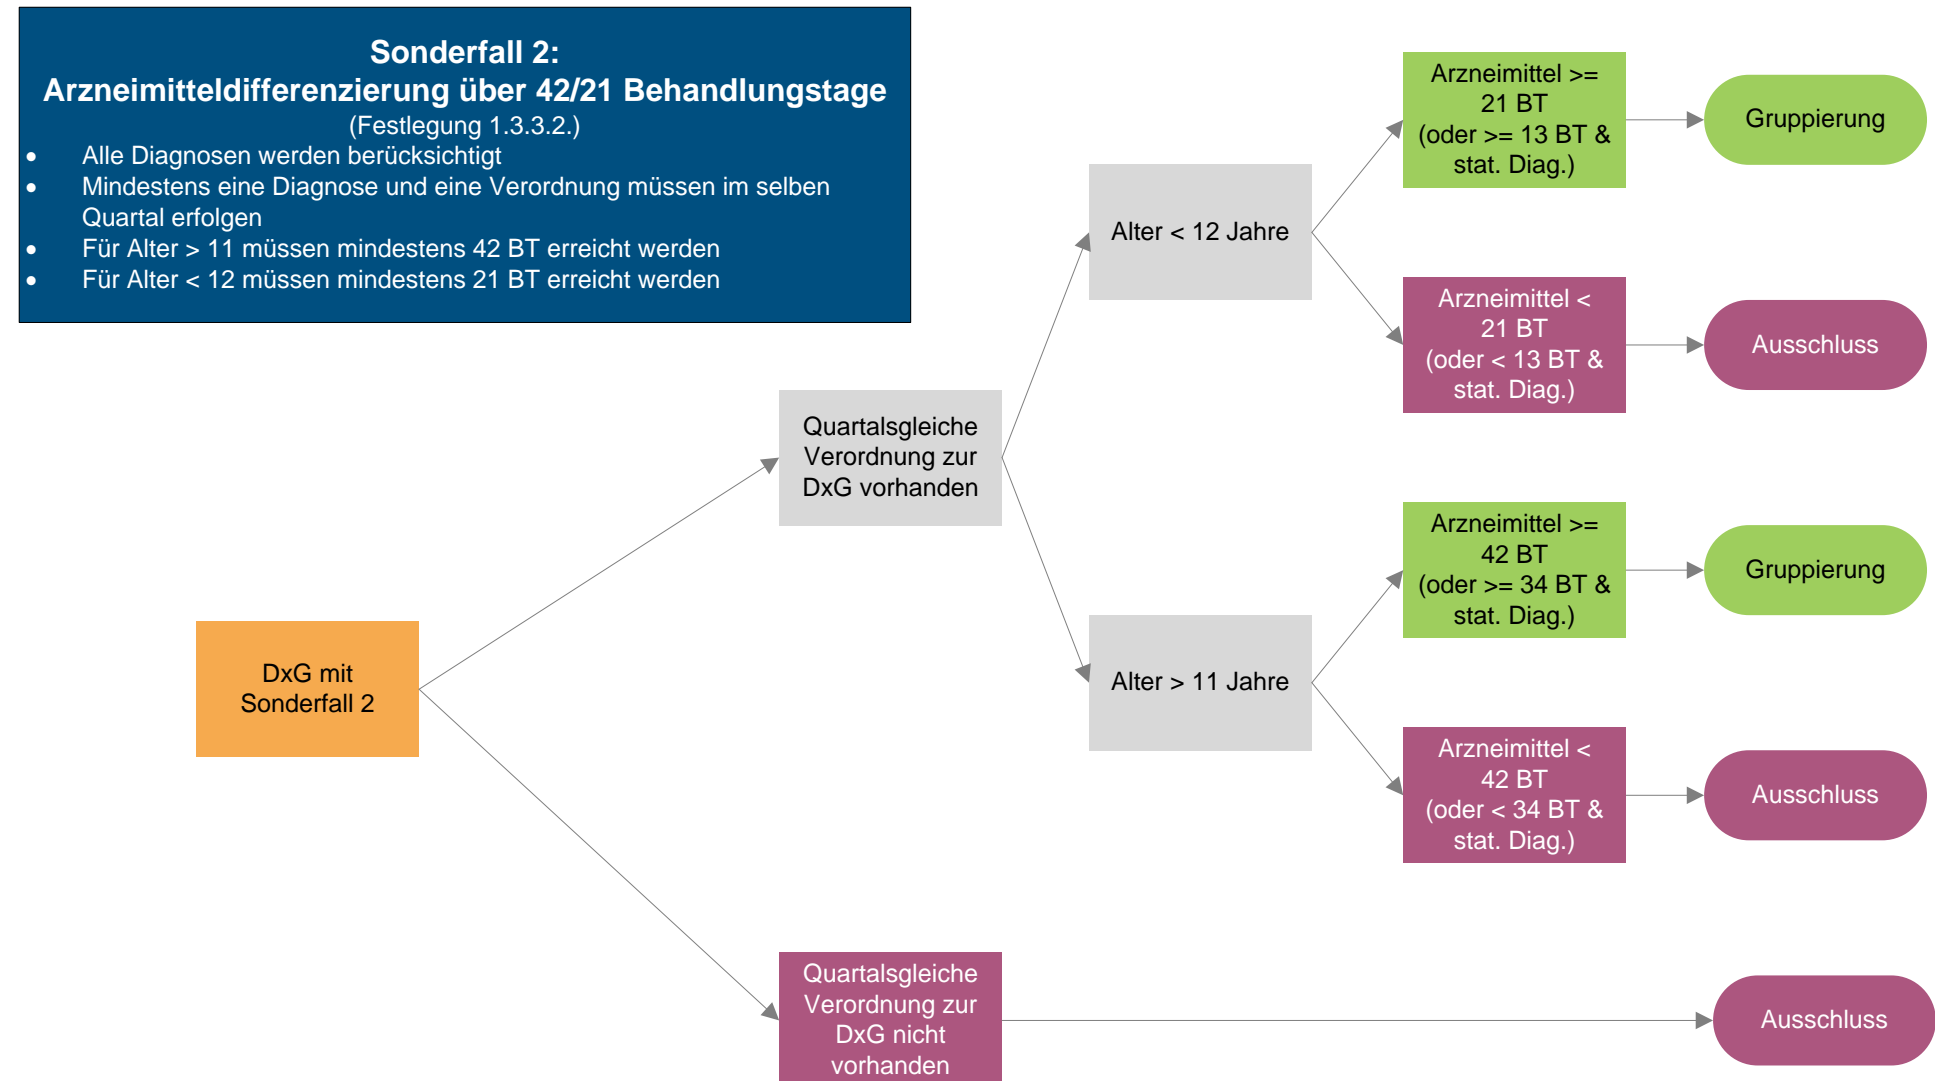 Sonderfall 2:
Arzneimitteldifferenzierung über 42/21 Behandlungstage
(Festlegung 1.3.3.2.)
• Alle Diagnosen werden berücksichtigt
• Mindestens eine Diagnose und eine Verordnung müssen im selben
Quartal erfolgen
• Für Alter > 11 müssen mindestens 42 BT erreicht werden
• Für Alter < 12 müssen mindestens 21 BT erreicht werden
DxG mit
Sonderfall 2
Quartalsgleiche
Verordnung zur
DxG vorhanden
Alter < 12 Jahre
Arzneimittel >=
21 BT
(oder >= 13 BT &
stat. Diag.)
Gruppierung
Arzneimittel <
21 BT
(oder < 13 BT &
stat. Diag.)
Ausschluss
Alter > 11 Jahre
Arzneimittel >=
42 BT
(oder >= 34 BT &
stat. Diag.)
Gruppierung
Arzneimittel <
42 BT
(oder < 34 BT &
stat. Diag.)
Ausschluss
Quartalsgleiche
Verordnung zur
DxG nicht
vorhanden
Ausschluss